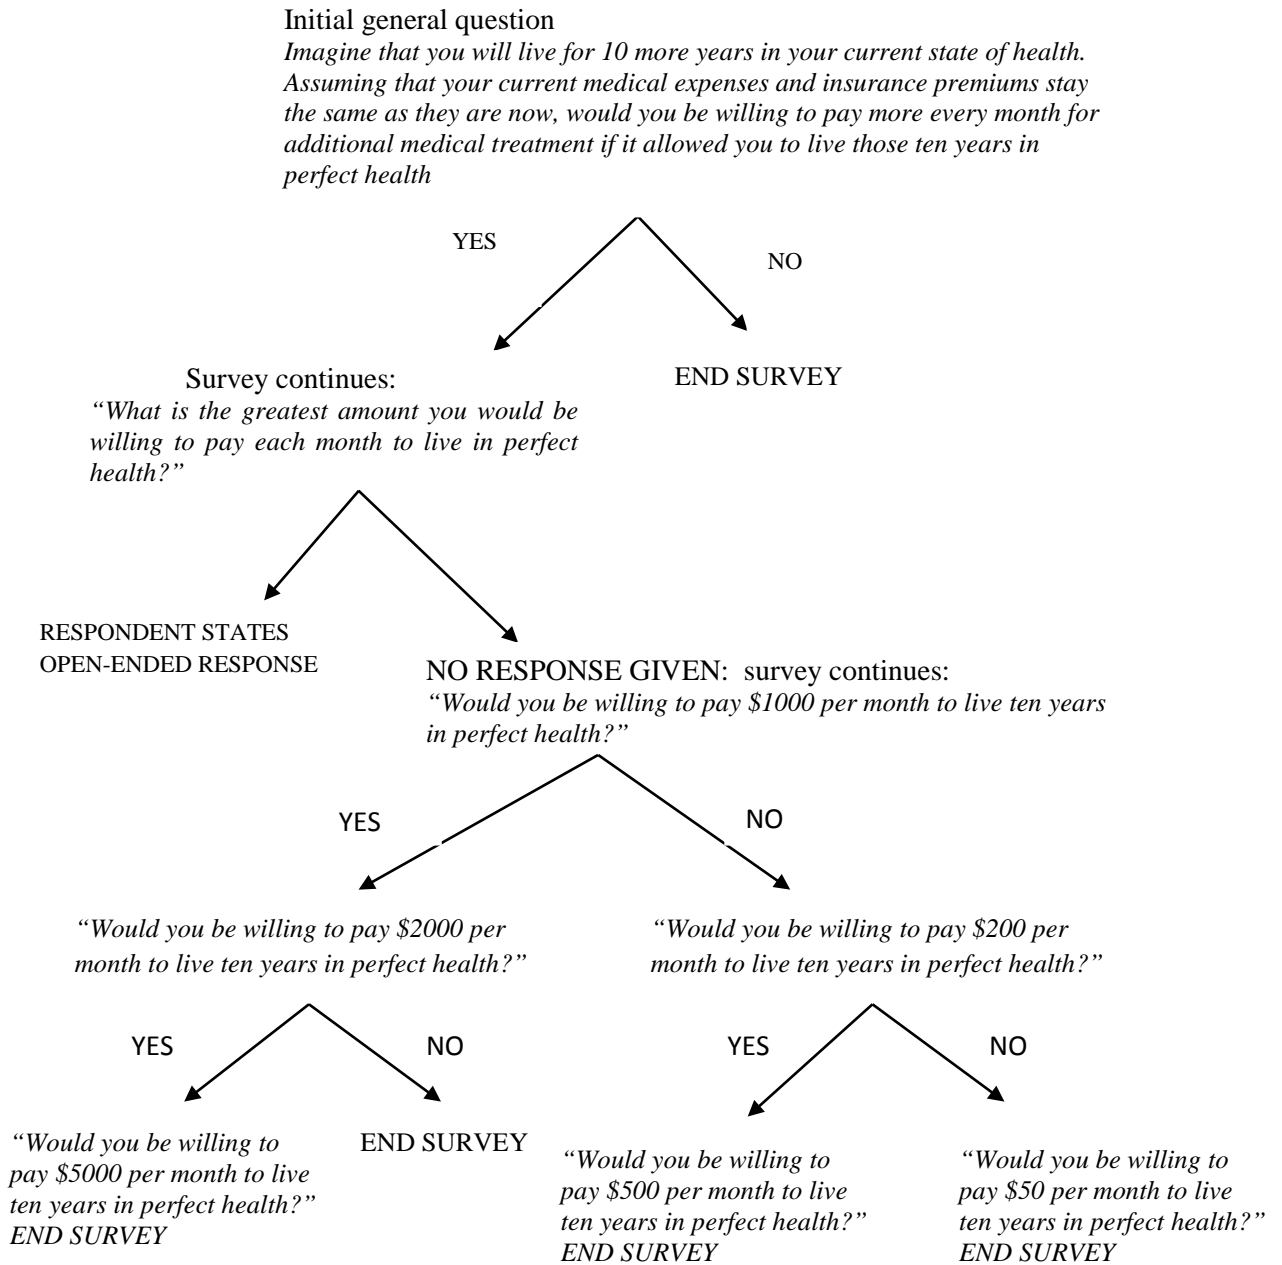 Initial general question
Imagine that you will live for 10 more years in your current state of health.
Assuming that your current medical expenses and insurance premiums stay
the same as they are now, would you be willing to pay more every month for
additional medical treatment if it allowed you to live those ten years in
perfect health
YES
NO
Survey continues:
“What is the greatest amount you would be
willing to pay each month to live in perfect
health?”
END SURVEY
RESPONDENT STATES
OPEN-ENDED RESPONSE
NO RESPONSE GIVEN: survey continues:
“Would you be willing to pay $1000 per month to live ten years
in perfect health?”
YES
NO
“Would you be willing to pay $2000 per
month to live ten years in perfect health?”
“Would you be willing to pay $200 per
month to live ten years in perfect health?”
YES
NO
YES
NO
“Would you be willing to
pay $5000 per month to live
ten years in perfect health?”
END SURVEY
END SURVEY
“Would you be willing to
pay $500 per month to live
ten years in perfect health?”
END SURVEY
“Would you be willing to
pay $50 per month to live
ten years in perfect health?”
END SURVEY